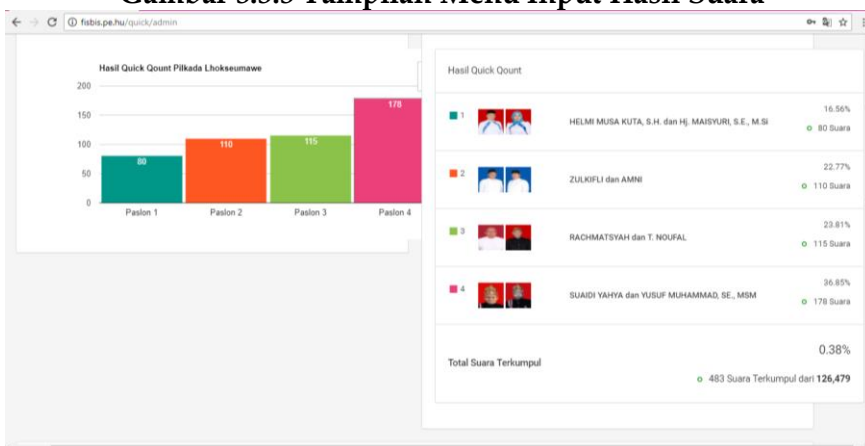 Gambar 3.3.3 Tampilan Menu Input Hasil Suara
fisbis.pe.hu/quick/admin
Hasil Quick Qount Pilkada Lhokseumawe
200
150
100
50
0
80
110
115
178
Paslon 1
Paslon 2
Paslon 3
Paslon 4
Hasil Quick Qount
1
HELMI MUSA KUTA, S.H. dan Hj. MAISYURI, S.E., M.Si
16.56%
80 Suara
2
ZULKIFLI dan AMNI
22.77%
110 Suara
3
RACHMATSYAH dan T. NOUFAL
23.81%
115 Suara
4
SUAIDI YAHYA dan YUSUF MUHAMMAD, SE., MSM
36.85%
178 Suara
Total Suara Terkumpul
0.38%
483 Suara Terkumpul dari 126,479